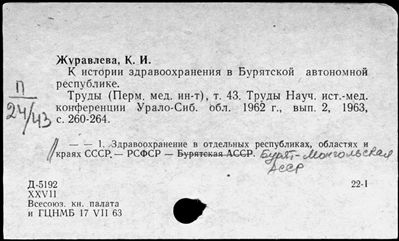 Журавлева, К. И.
К истории здравоохранения в Бурятской автономной
республике.
Труды (Перм. мед. ин-т), т. 43. Труды Науч. ист.-мед.
конференции Урало-Сиб. обл. 1962 г., вып. 2, 1963,
с. 260-264.
П
24/43
— — 1. Здравоохранение в отдельных республиках, областях и
краях СССР, — РСФСР — Бурятская АССР. Бурят-Монгольская
АССР
Д-5192 22-1
XXVII
Всесоюз. кн. палата
и ГЦНМБ 17 VII 63